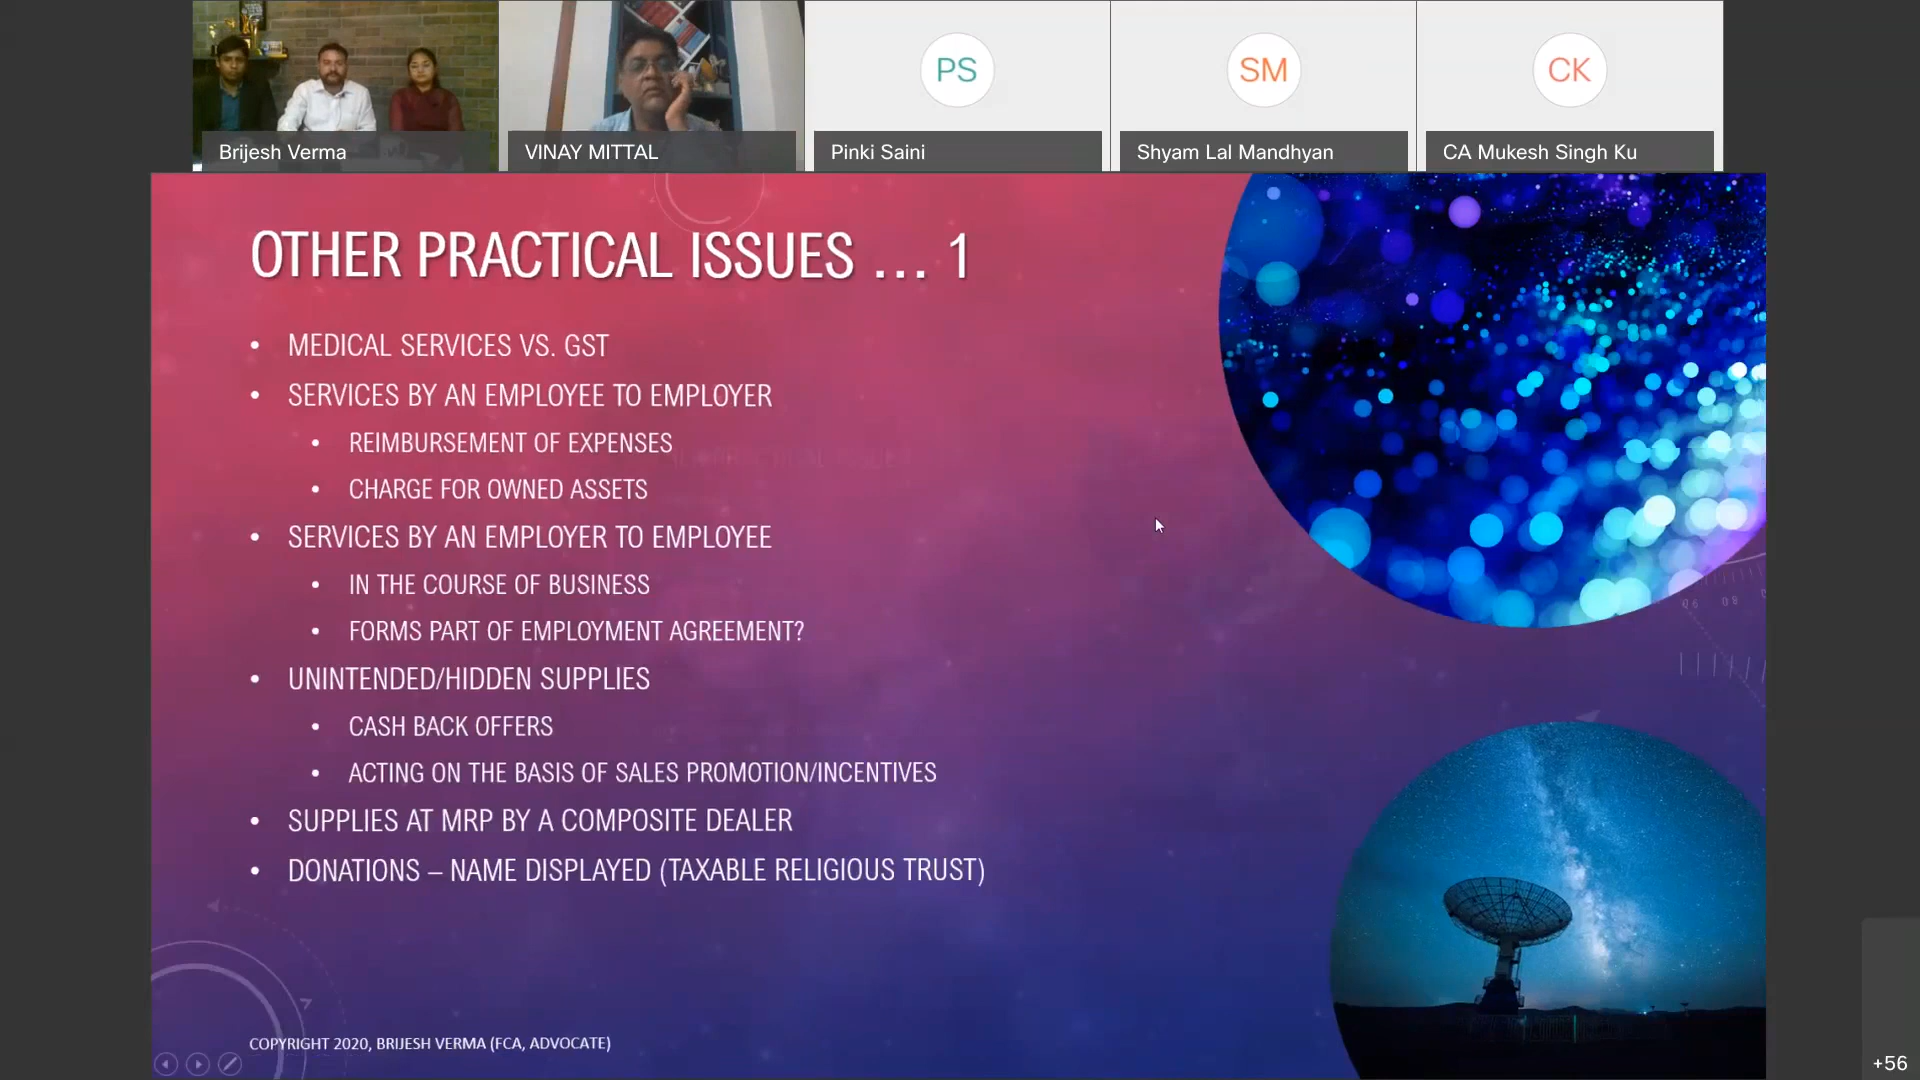 PS
SM
CK
Brijesh Verma
VINAY MITTAL
Pinki Saini
Shyam Lal Mandhyan
CA Mukesh Singh Ku
OTHER PRACTICAL ISSUES ... 1
• MEDICAL SERVICES VS. GST
• SERVICES BY AN EMPLOYEE TO EMPLOYER
• REIMBURSEMENT OF EXPENSES
• CHARGE FOR OWNED ASSETS
• SERVICES BY AN EMPLOYER TO EMPLOYEE
• IN THE COURSE OF BUSINESS
• FORMS PART OF EMPLOYMENT AGREEMENT?
• UNINTENDED/HIDDEN SUPPLIES
• CASH BACK OFFERS
• ACTING ON THE BASIS OF SALES PROMOTION/INCENTIVES
• SUPPLIES AT MRP BY A COMPOSITE DEALER
• DONATIONS – NAME DISPLAYED (TAXABLE RELIGIOUS TRUST)
COPYRIGHT 2020, BRIJESH VERMA (FCA, ADVOCATE)
+56